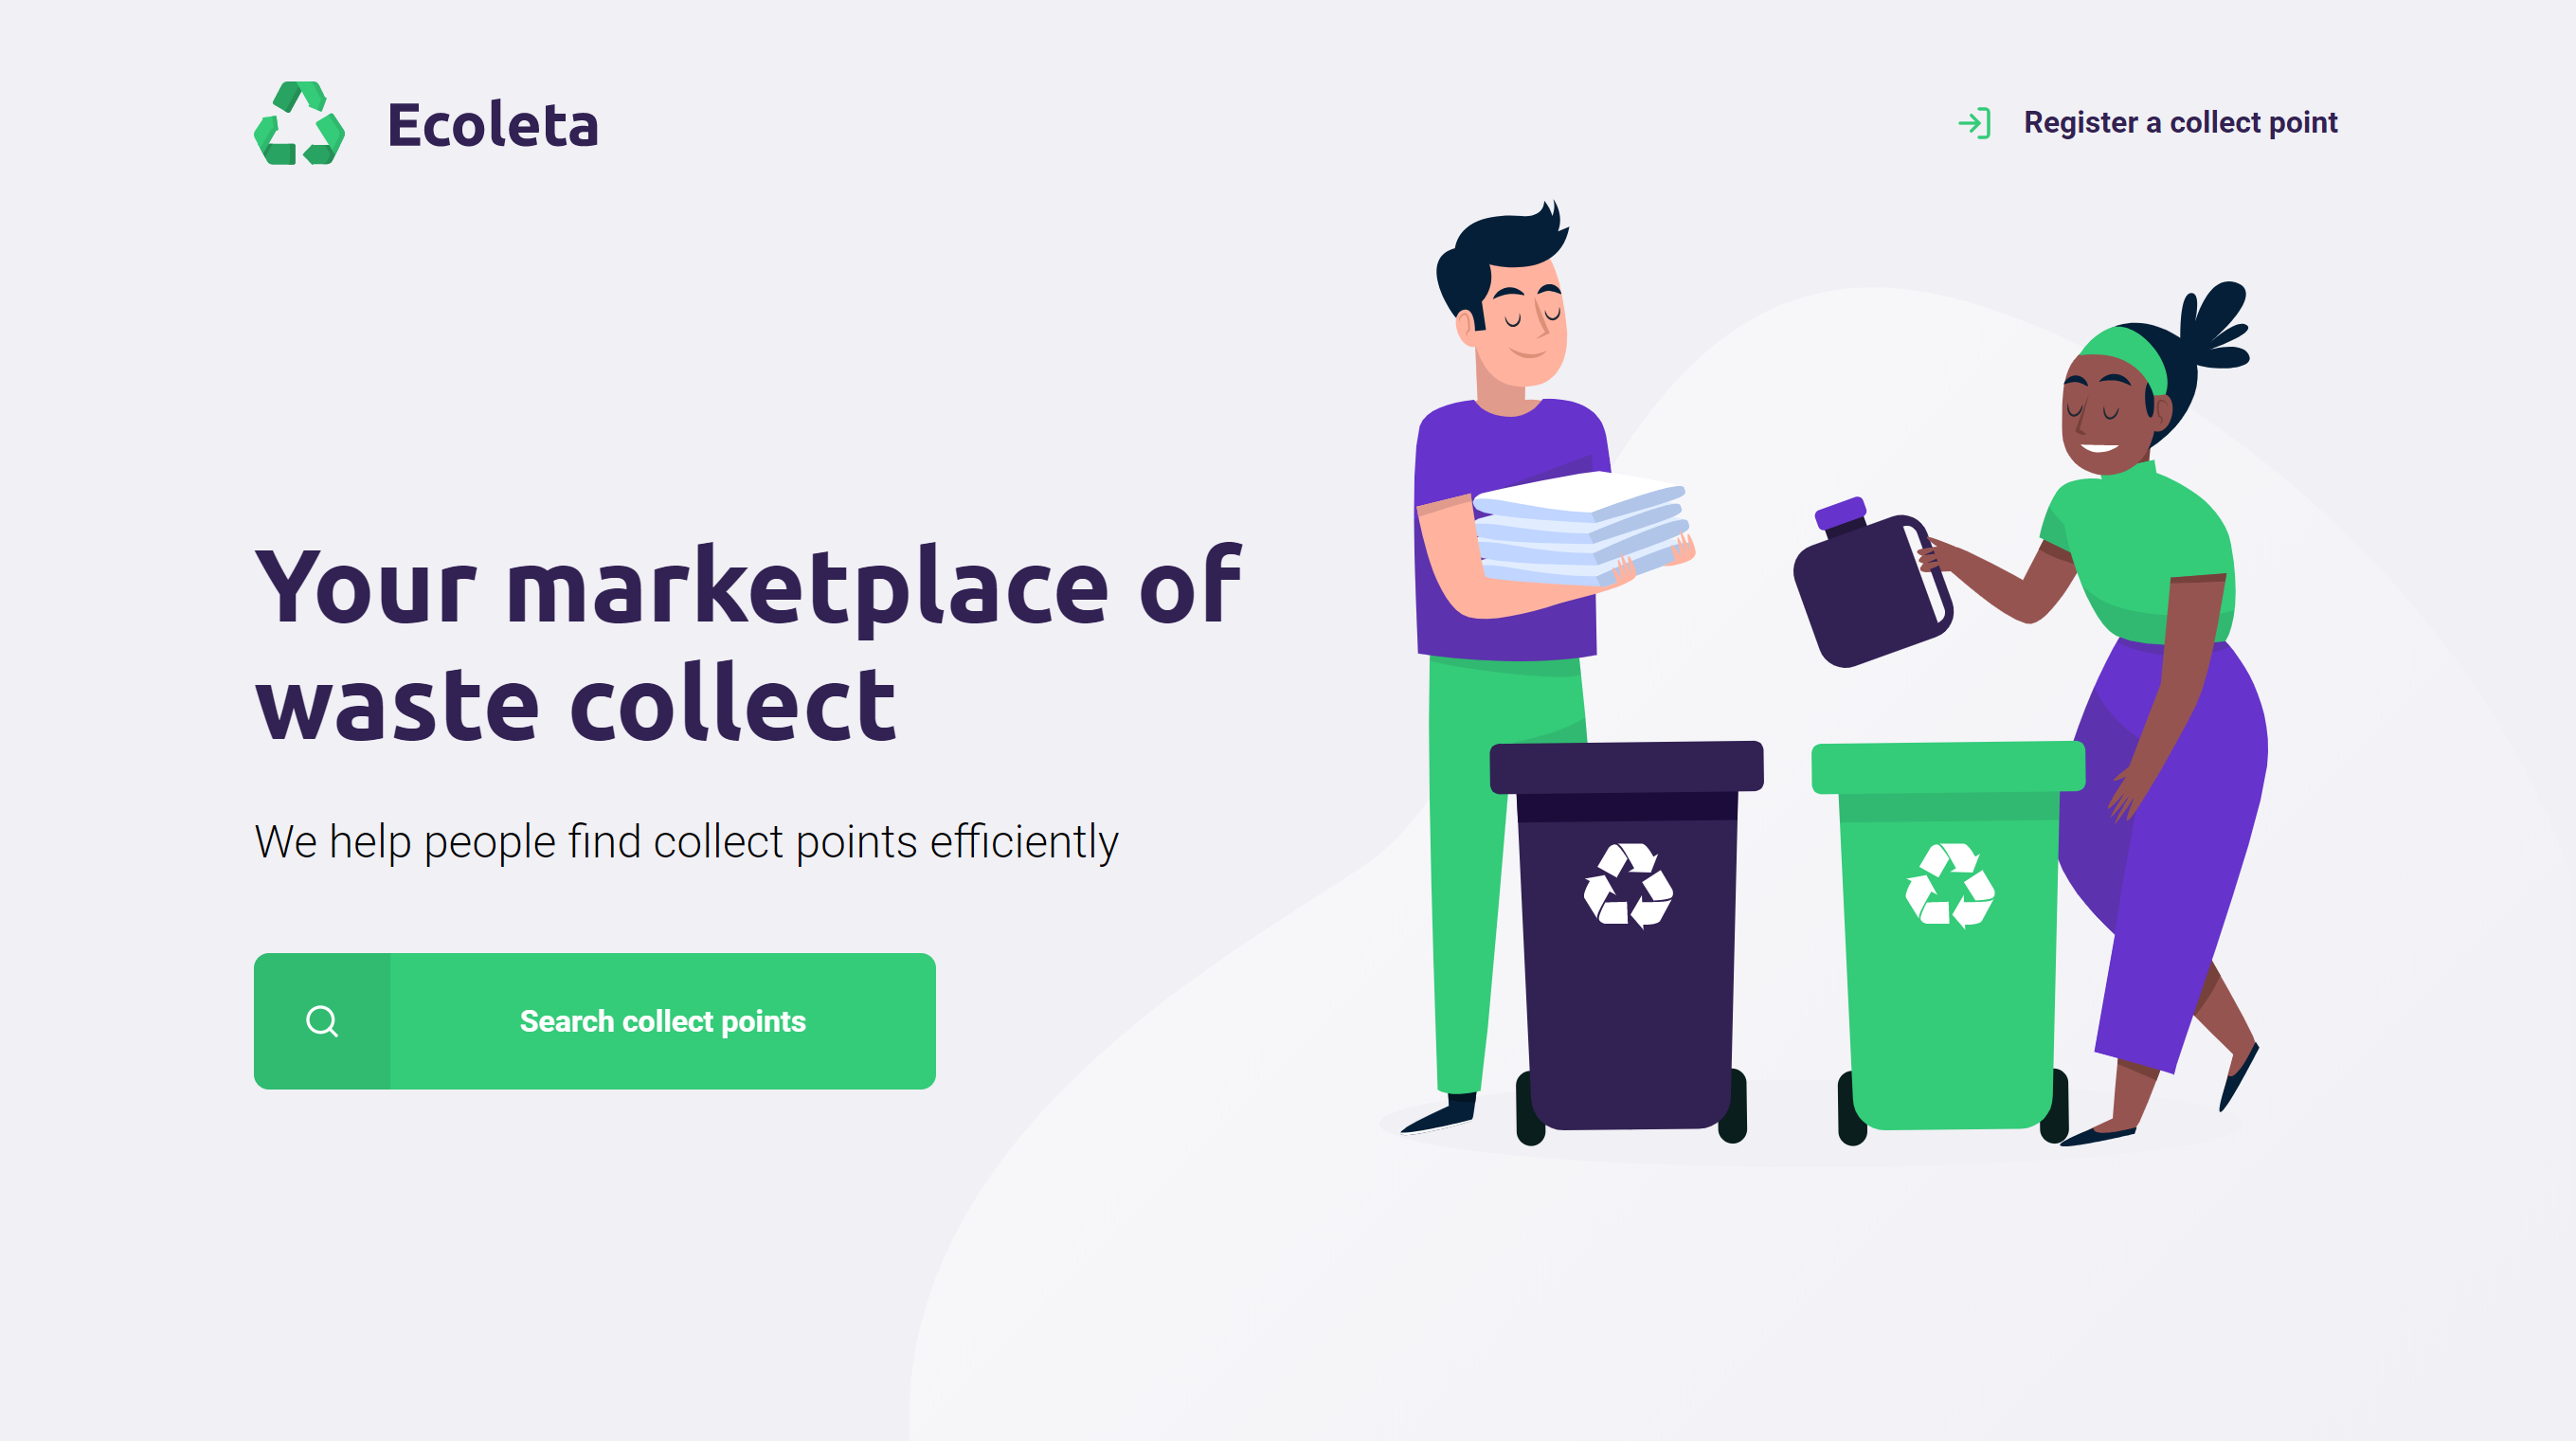 Ecoleta
Register a collect point
Your marketplace of
waste collect
We help people find collect points efficiently
Search collect points